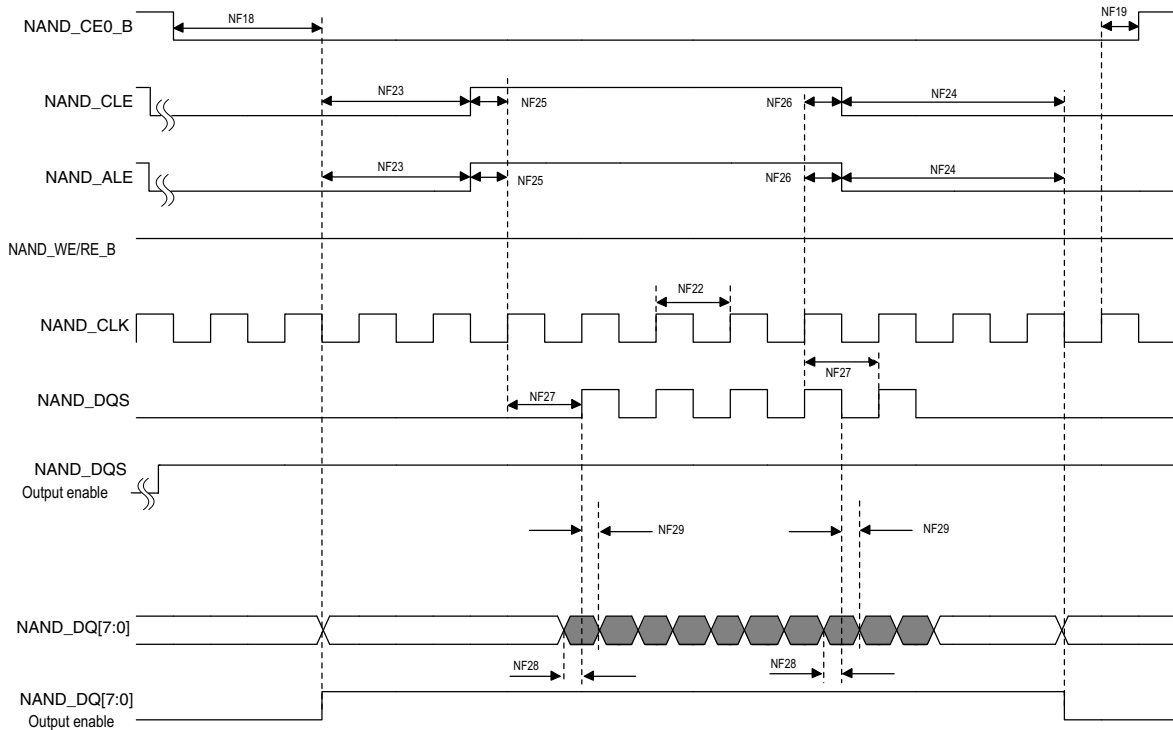 NAND_CE0_B
NF18
NF19
NAND_CLE
NF23
NF25
NF26
NF24
NAND_ALE
NF23
NF25
NF26
NF24
NAND_WE/RE_B
NF22
NAND_CLK
NF27
NAND_DQS
NF27
NAND_DQS
Output enable
NF29
NF29
NAND_DQ[7:0]
NF28
NF28
NAND_DQ[7:0]
Output enable